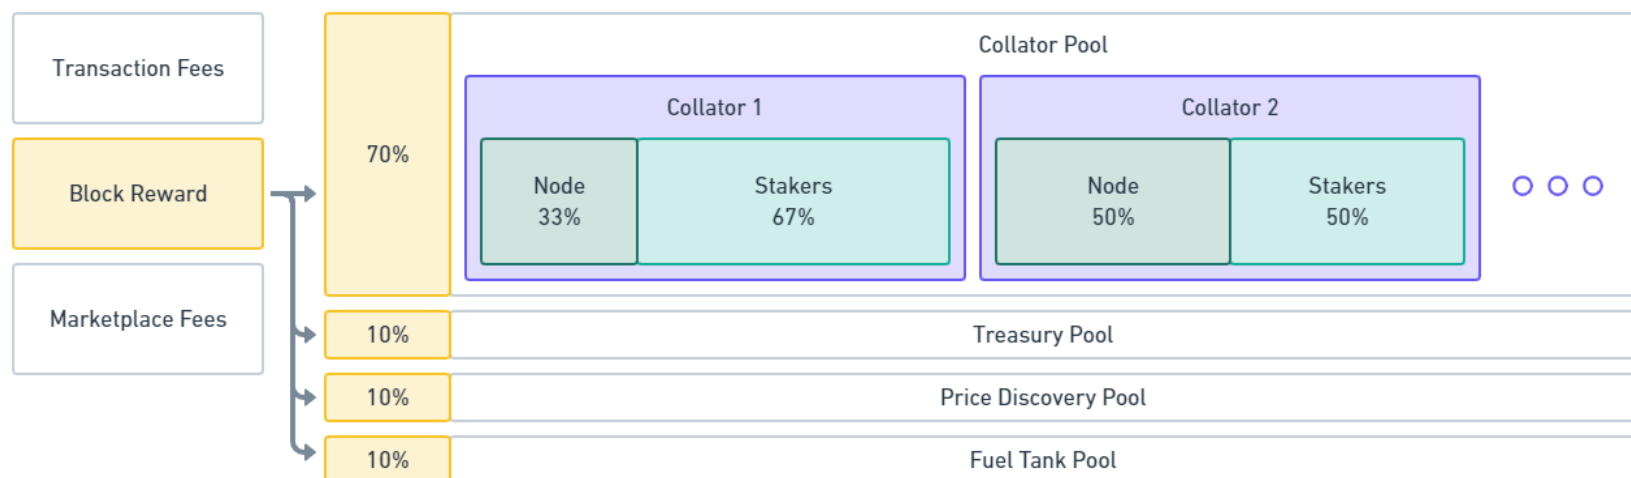 Transaction Fees
Block Reward
Marketplace Fees
70%
Collator Pool
Collator 1
Node
33%
Stakers
67%
Collator 2
Node
50%
Stakers
50%
10%
Treasury Pool
10%
Price Discovery Pool
10%
Fuel Tank Pool